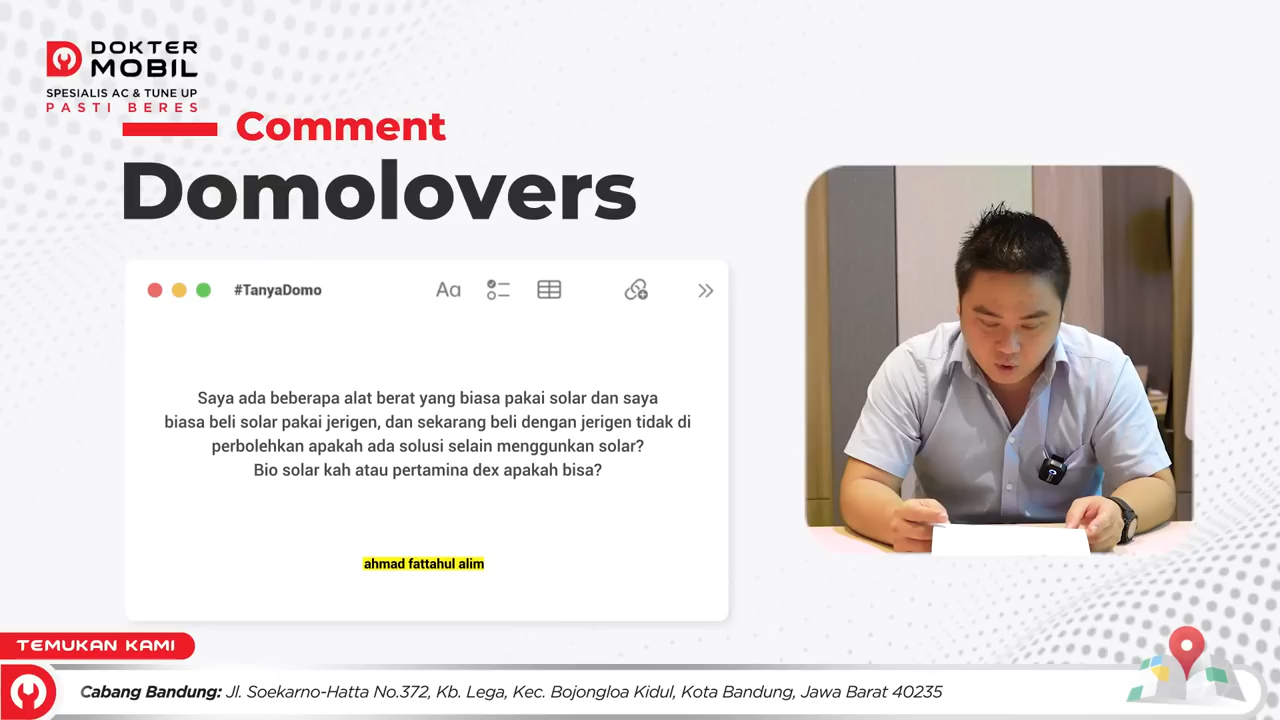 DOKTER
MOBIL
SPESIALIS AC & TUNE UP
PASTI BERES
Comment
Domolovers
#TanyaDomo
Aa
Saya ada beberapa alat berat yang biasa pakai solar dan saya
biasa beli solar pakai jerigen, dan sekarang beli dengan jerigen tidak di
perbolehkan apakah ada solusi selain menggunkan solar?
Bio solar kah atau pertamina dex apakah bisa?
ahmad fattahul alim
TEMUKAN KAMI
Cabang Bandung: Jl. Soekarno-Hatta No.372, Kb. Lega, Kec. Bojongloa Kidul, Kota Bandung, Jawa Barat 40235